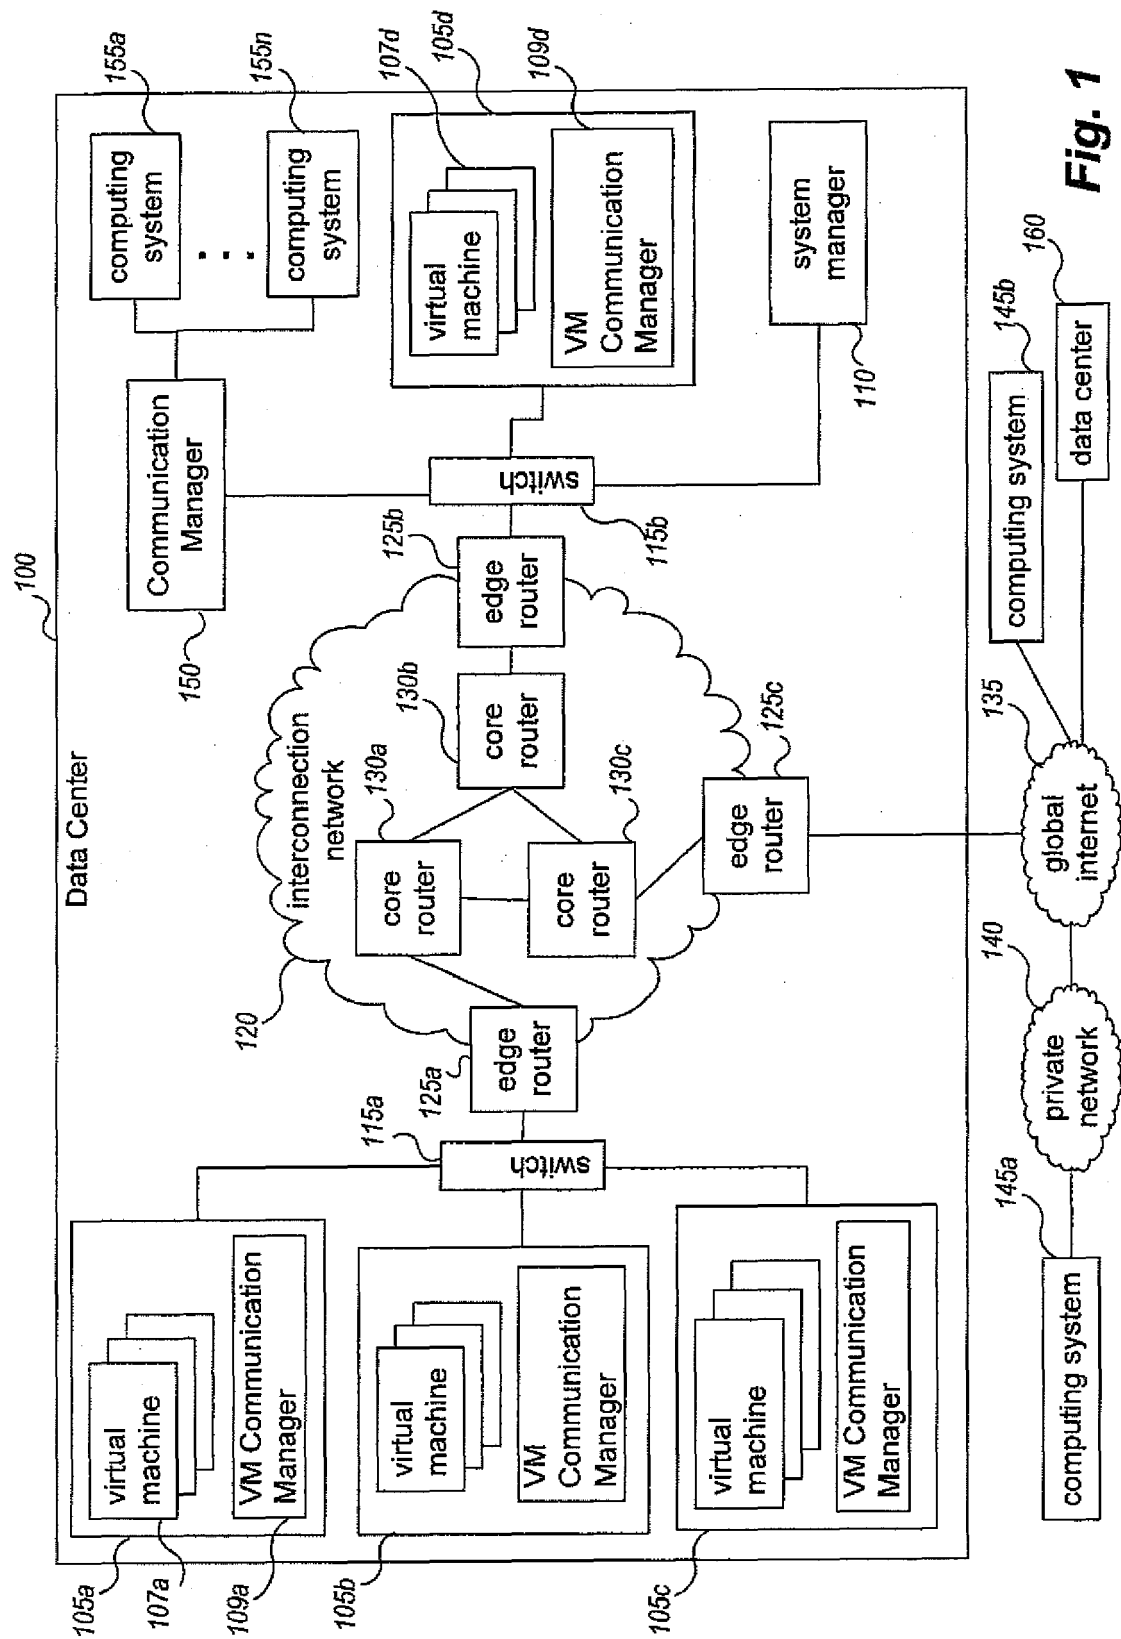 Data Center
100
105a
107a
109a
virtual
machine
VM Communication
Manager
105b
virtual
machine
VM
Communication
Manager
105c
virtual
machine
VM Communication
Manager
115a
switch
125a
edge
router
120
interconnection
network
130a
core
router
130b
core
router
130c
core
router
125b
edge
router
125c
edge
router
115b
switch
150
Communication
Manager
155a
computing
system
155n
computing
system
107d
105d
109d
virtual
machine
VM
Communication
Manager
110
system
manager
145a
computing system
140
private
network
135
global
internet
145b
computing system
160
data center
Fig. 1